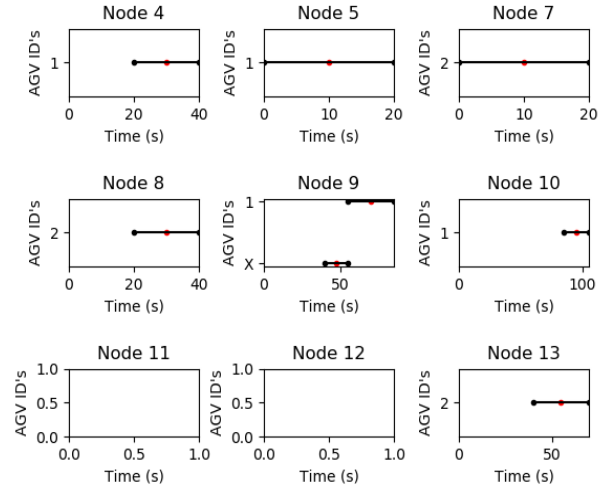 Node 4
AGV ID's
1
0
20
40
Time (s)
Node 5
AGV ID's
1
0
10
20
Time (s)
Node 7
AGV ID's
2
0
10
20
Time (s)
Node 8
AGV ID's
2
0
20
40
Time (s)
Node 9
AGV ID's
1
X
0
50
Time (s)
Node 10
AGV ID's
1
0
100
Time (s)
Node 11
AGV ID's
1.0
0.5
0.0
0.0
0.5
1.0
Time (s)
Node 12
AGV ID's
1.0
0.5
0.0
0.0
0.5
1.0
Time (s)
Node 13
AGV ID's
2
0
50
Time (s)